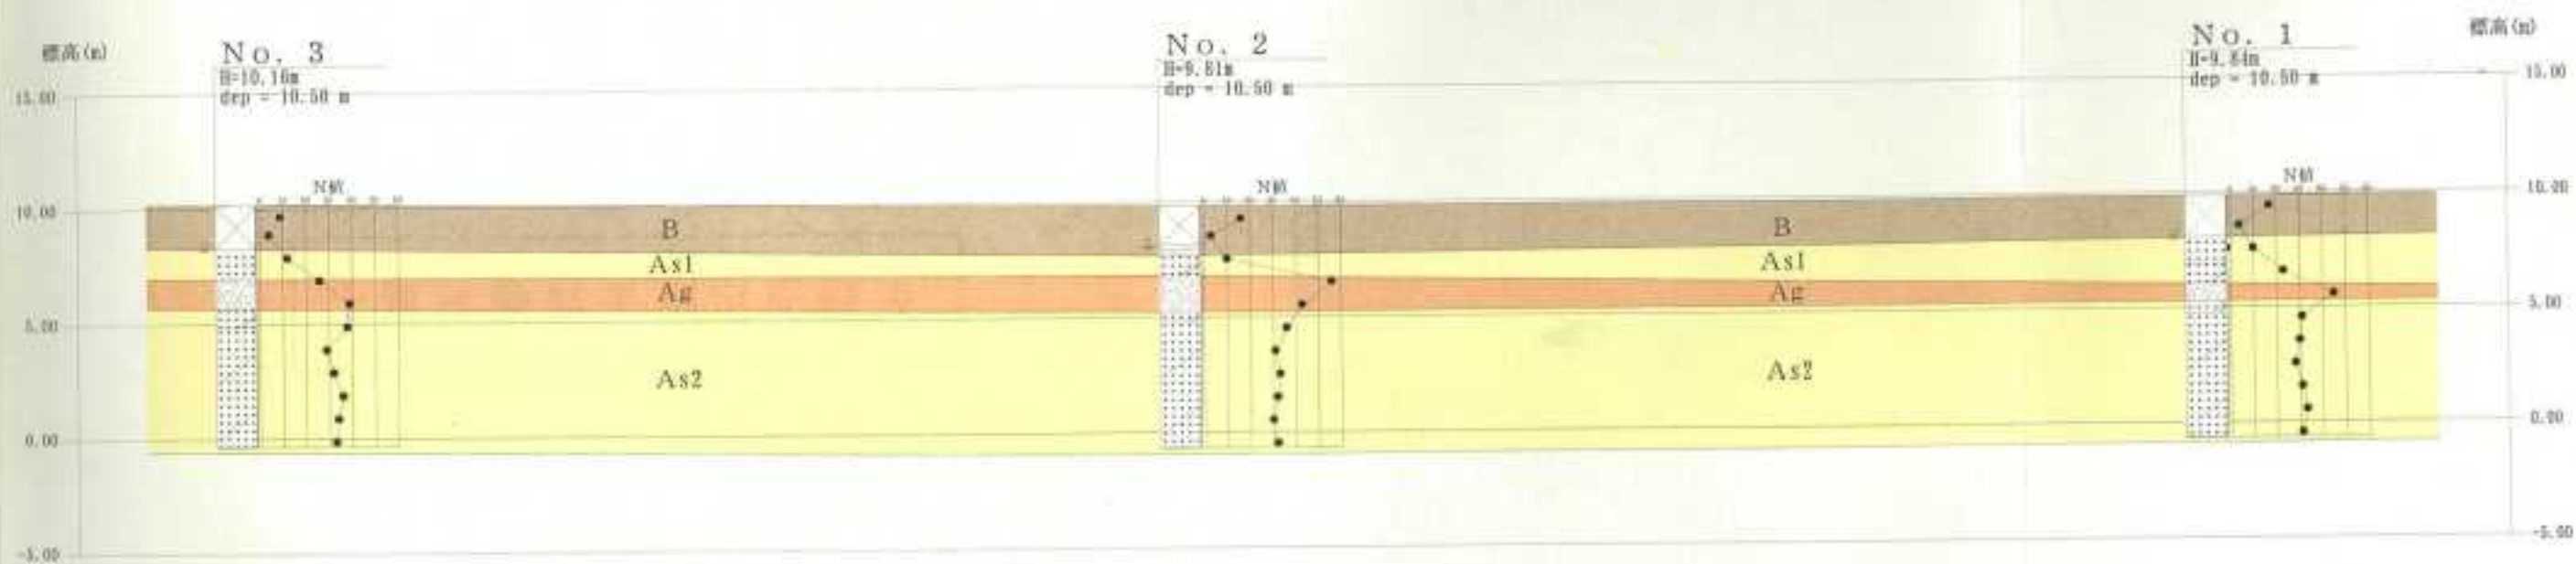 標高(m)
No. 3
H=10.16m
dep = 10.50 m
No. 2
H=9.81m
dep = 10.50 m
No. 1
H=9.84m
dep = 10.50 m
標高(m)
15.00
15.00
N値
N値
N値
10.00
10.00
B
B
As1
As1
Ag
Ag
5.00
5.00
As2
As2
0.00
0.00
-5.00
-5.00